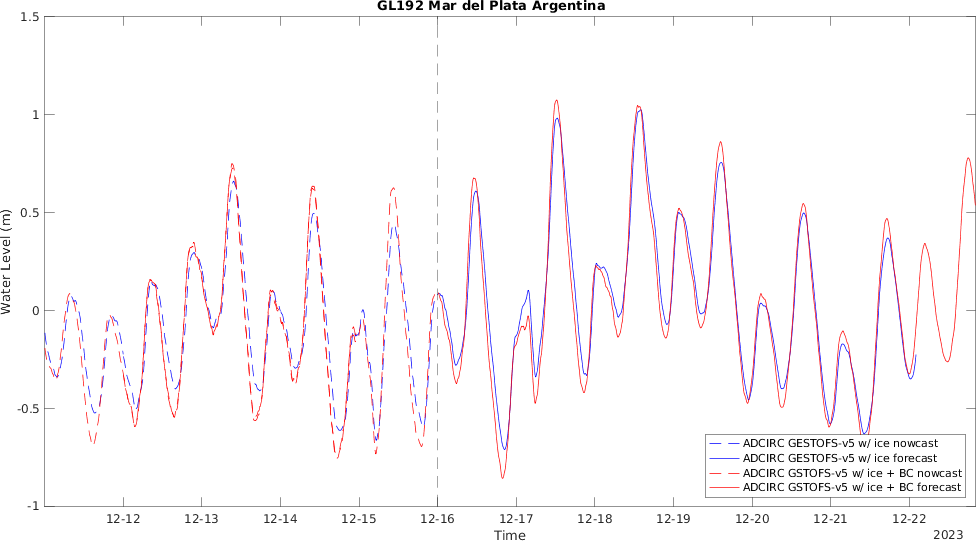 GL192 Mar del Plata Argentina
1.5
1
0.5
0
-0.5
-1
Water Level (m)
12-12 12-13 12-14 12-15 12-16 12-17 12-18 12-19 12-20 12-21 12-22
Time
2023
ADCIRC GESTOFS-v5 w/ ice nowcast
ADCIRC GESTOFS-v5 w/ ice forecast
ADCIRC GSTOFS-v5 w/ ice + BC nowcast
ADCIRC GSTOFS-v5 w/ ice + BC forecast